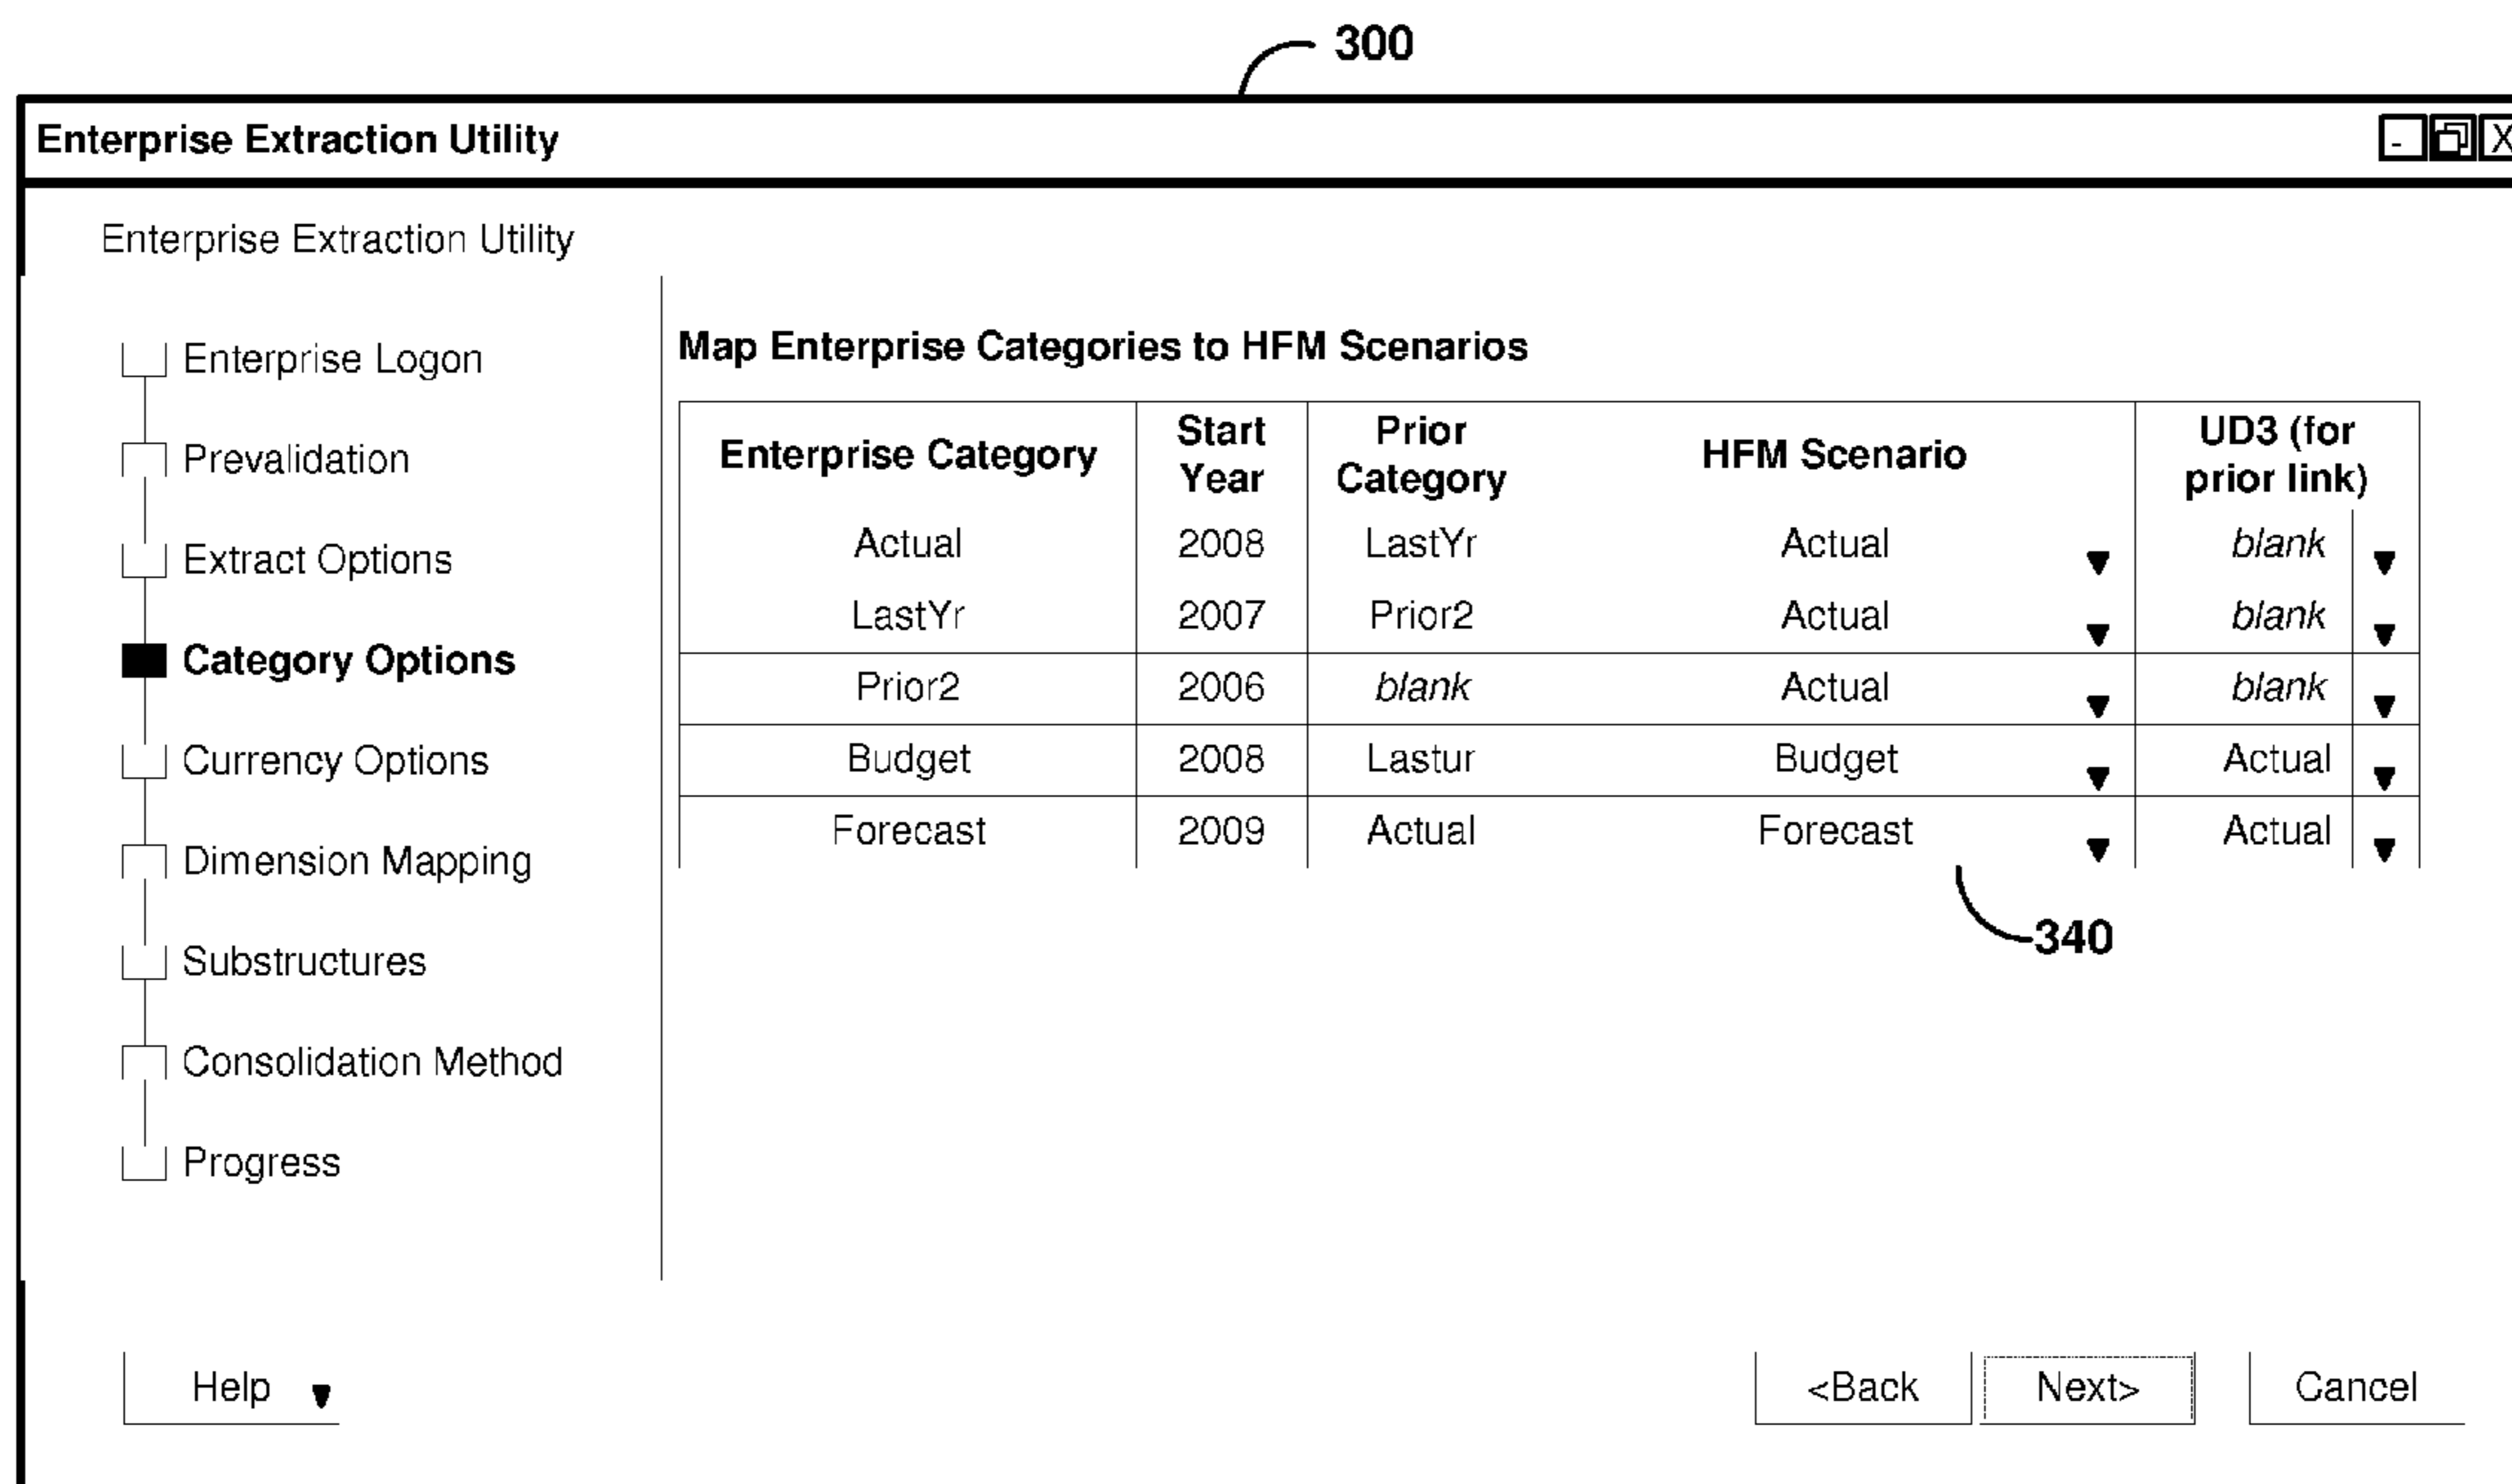 300
Enterprise Extraction Utility - X
Enterprise Extraction Utility
Enterprise Logon
Prevalidation
Extract Options
Category Options
Currency Options
Dimension Mapping
Substructures
Consolidation Method
Progress
Map Enterprise Categories to HFM Scenarios
Enterprise Category Start Year Prior Category HFM Scenario UD3 (for prior link)
Actual 2008 LastYr Actual blank
LastYr 2007 Prior2 Actual blank
Prior2 2006 blank Actual blank
Budget 2008 Lastur Budget Actual
Forecast 2009 Actual Forecast Actual
340
Help <Back Next> Cancel